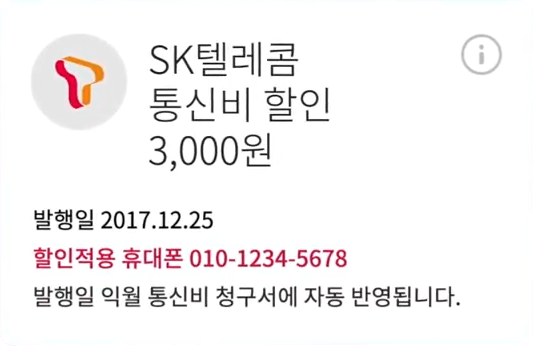 SK텔레콤
통신비 할인
3,000원
발행일 2017.12.25
할인적용 휴대폰 010-1234-5678
발행일 익월 통신비 청구서에 자동 반영됩니다.